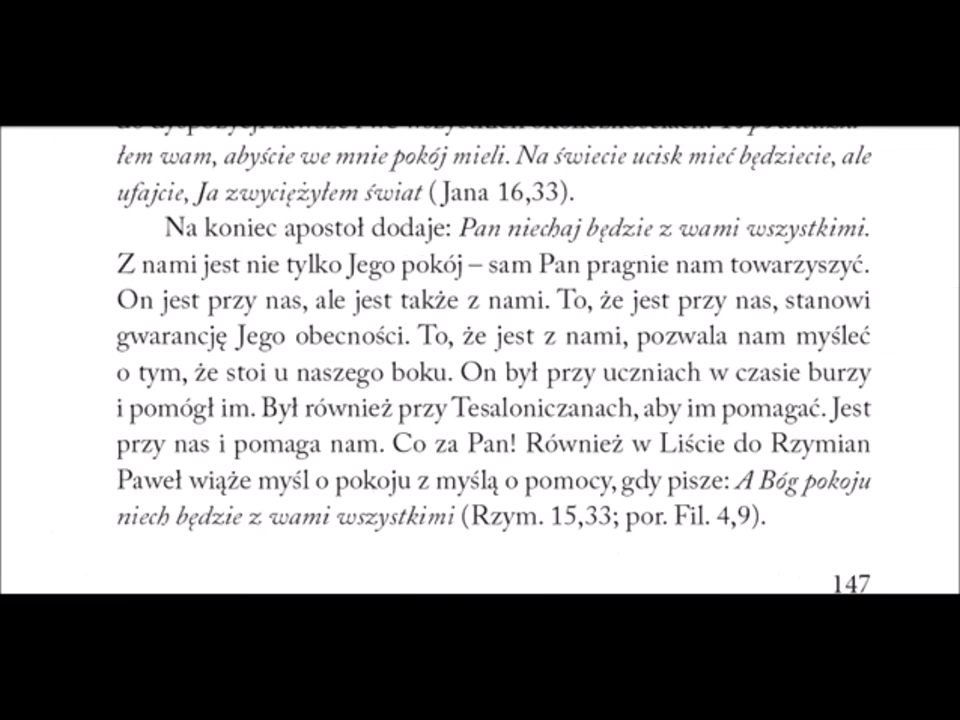 łem wam, abyście we mnie pokój mieli. Na świecie ucisk mieć będziecie, ale
ufajcie, Ja zwyciężyłem świat (Jana 16,33).
Na koniec apostoł dodaje: Pan niechaj będzie z wami wszystkimi.
Z nami jest nie tylko Jego pokój – sam Pan pragnie nam towarzyszyć.
On jest przy nas, ale jest także z nami. To, że jest przy nas, stanowi
gwarancję Jego obecności. To, że jest z nami, pozwala nam myśleć
o tym, że stoi u naszego boku. On był przy uczniach w czasie burzy
i pomógł im. Był również przy Tesaloniczanach, aby im pomagać. Jest
przy nas i pomaga nam. Co za Pan! Również w Liście do Rzymian
Paweł wiąże myśl o pokoju z myślą o pomocy, gdy pisze: A Bóg pokoju
niech będzie z wami wszystkimi (Rzym. 15,33; por. Fil. 4,9).
147